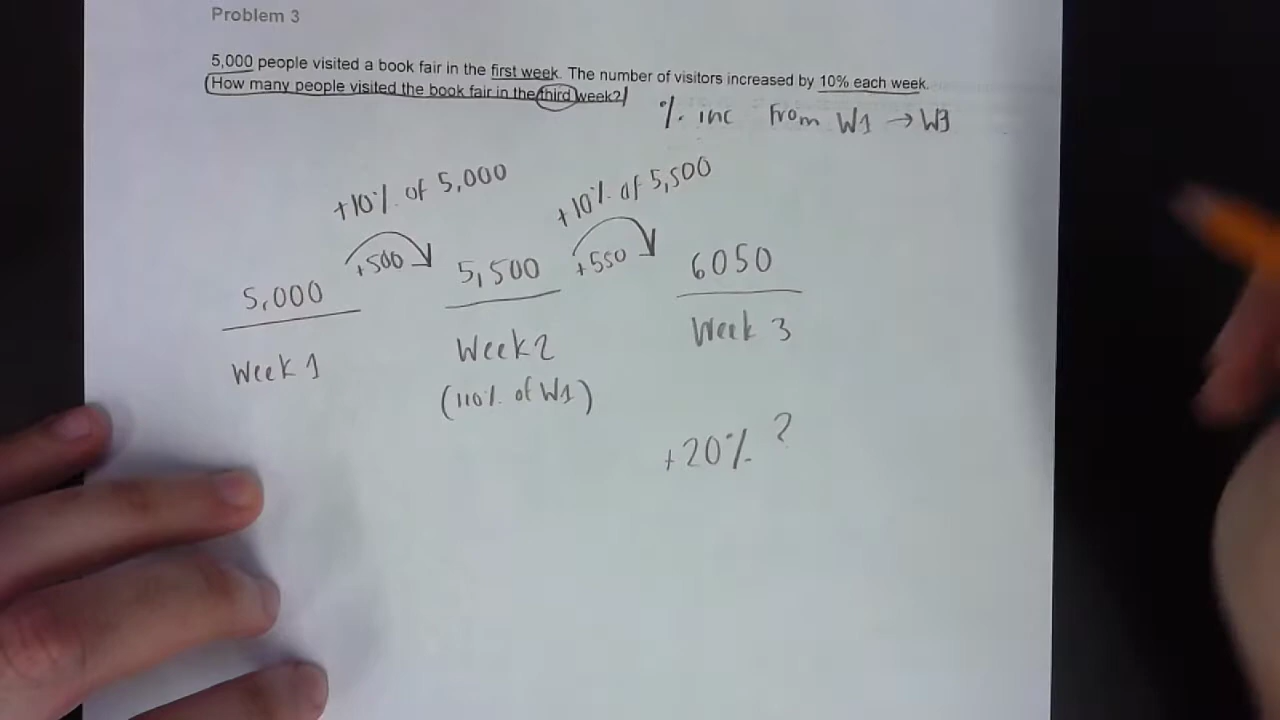 Problem 3
5,000 people visited a book fair in the first week. The number of visitors increased by 10% each week.
How many people visited the book fair in the third week?
% inc From W1 → W3
+10% of 5,000
+10% of 5,500
+500
+550
5,000
5,500
6050
Week 1
Week 2
Week 3
(110% of W1)
+20% ?